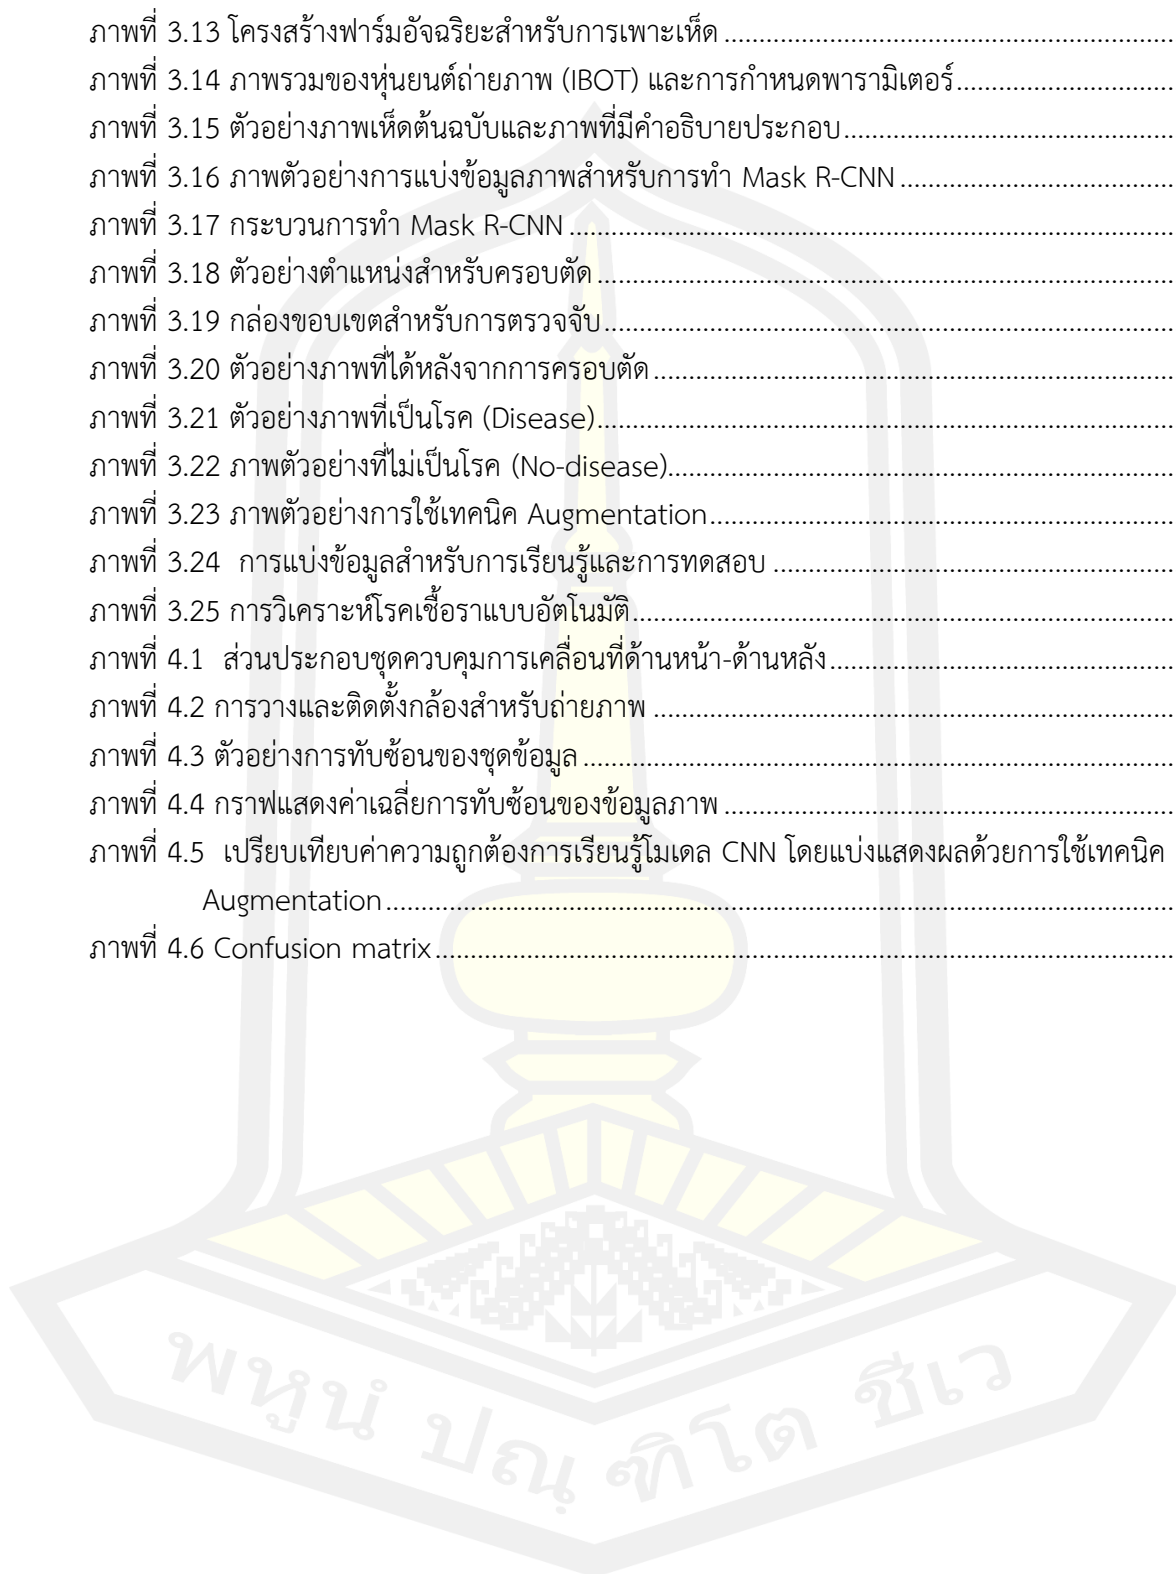 ภาพที่ 3.13 โครงสร้างฟาร์มอัจฉริยะสำหรับการเพาะเห็ด
ภาพที่ 3.14 ภาพรวมของหุ่นยนต์ถ่ายภาพ (IBOT) และการกำหนดพารามิเตอร์
ภาพที่ 3.15 ตัวอย่างภาพเห็ดต้นฉบับและภาพที่มีคำอธิบายประกอบ
ภาพที่ 3.16 ภาพตัวอย่างการแบ่งข้อมูลภาพสำหรับการทำ Mask R-CNN
ภาพที่ 3.17 กระบวนการทำ Mask R-CNN
ภาพที่ 3.18 ตัวอย่างตำแหน่งสำหรับครอบตัด
ภาพที่ 3.19 กล่องขอบเขตสำหรับการตรวจจับ
ภาพที่ 3.20 ตัวอย่างภาพที่ได้หลังจากการครอบตัด
ภาพที่ 3.21 ตัวอย่างภาพที่เป็นโรค (Disease)
ภาพที่ 3.22 ภาพตัวอย่างที่ไม่เป็นโรค (No-disease)
ภาพที่ 3.23 ภาพตัวอย่างการใช้เทคนิค Augmentation
ภาพที่ 3.24 การแบ่งข้อมูลสำหรับการเรียนรู้และการทดสอบ
ภาพที่ 3.25 การวิเคราะห์โรคเชื้อราแบบอัตโนมัติ
ภาพที่ 4.1 ส่วนประกอบชุดควบคุมการเคลื่อนที่ด้านหน้า-ด้านหลัง
ภาพที่ 4.2 การวางและติดตั้งกล้องสำหรับถ่ายภาพ
ภาพที่ 4.3 ตัวอย่างการทับซ้อนของชุดข้อมูล
ภาพที่ 4.4 กราฟแสดงค่าเฉลี่ยการทับซ้อนของข้อมูลภาพ
ภาพที่ 4.5 เปรียบเทียบค่าความถูกต้องการเรียนรู้โมเดล CNN โดยแบ่งแสดงผลด้วยการใช้เทคนิค
Augmentation
ภาพที่ 4.6 Confusion matrix
พหูนํ ปณฺฑิโต ชีเว